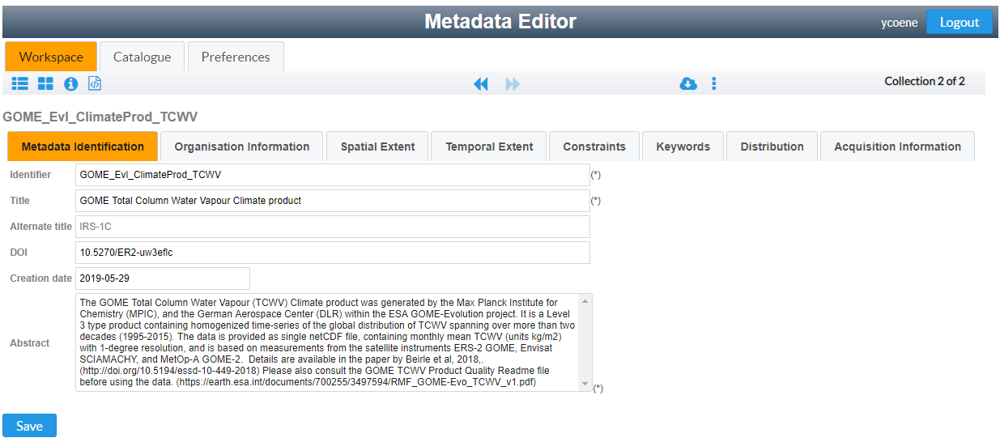 Metadata Editor
ycoene
Logout
Workspace
Catalogue
Preferences
Collection 2 of 2
GOME_Evl_ClimateProd_TCWV
Metadata Identification
Organisation Information
Spatial Extent
Temporal Extent
Constraints
Keywords
Distribution
Acquisition Information
Identifier
GOME_Evl_ClimateProd_TCWV
(*)
Title
GOME Total Column Water Vapour Climate product
(*)
Alternate title
IRS-1C
DOI
10.5270/ER2-uw3eflc
Creation date
2019-05-29
Abstract
The GOME Total Column Water Vapour (TCWV) Climate product was generated by the Max Planck Institute for
Chemistry (MPIC), and the German Aerospace Center (DLR) within the ESA GOME-Evolution project. It is a Level
3 type product containing homogenized time-series of the global distribution of TCWV spanning over more than two
decades (1995-2015). The data is provided as single netCDF file, containing monthly mean TCWV (units kg/m2)
with 1-degree resolution, and is based on measurements from the satellite instruments ERS-2 GOME, Envisat
SCIAMACHY, and MetOp-A GOME-2.  Details are available in the paper by Beirle et al, 2018,.
(http://doi.org/10.5194/essd-10-449-2018) Please also consult the GOME TCWV Product Quality Readme file
before using the data. (https://earth.esa.int/documents/700255/3497594/RMF_GOME-Evo_TCWV_v1.pdf)
(*)
Save